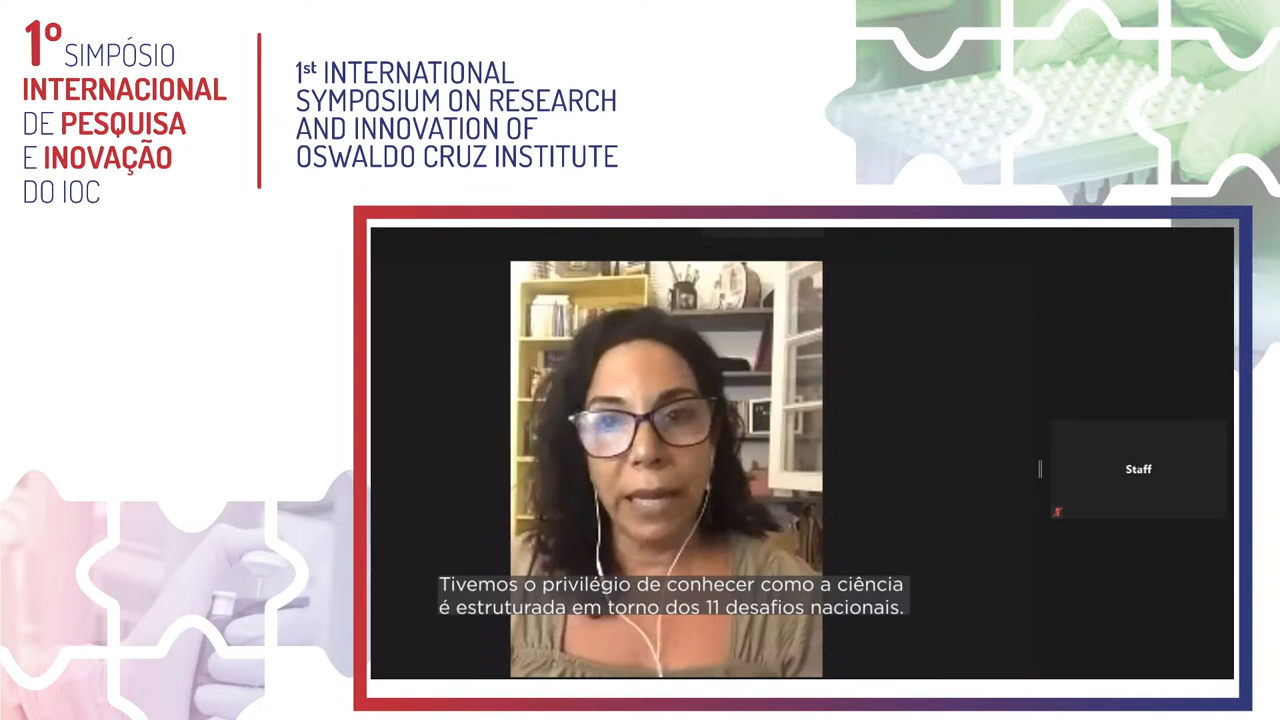 1º SIMPÓSIO
INTERNACIONAL
DE PESQUISA
E INOVAÇÃO
DO IOC
1st INTERNATIONAL
SYMPOSIUM ON RESEARCH
AND INNOVATION OF
OSWALDO CRUZ INSTITUTE
Staff
Tivemos o privilégio de conhecer como a ciência
é estruturada em torno dos 11 desafios nacionais.